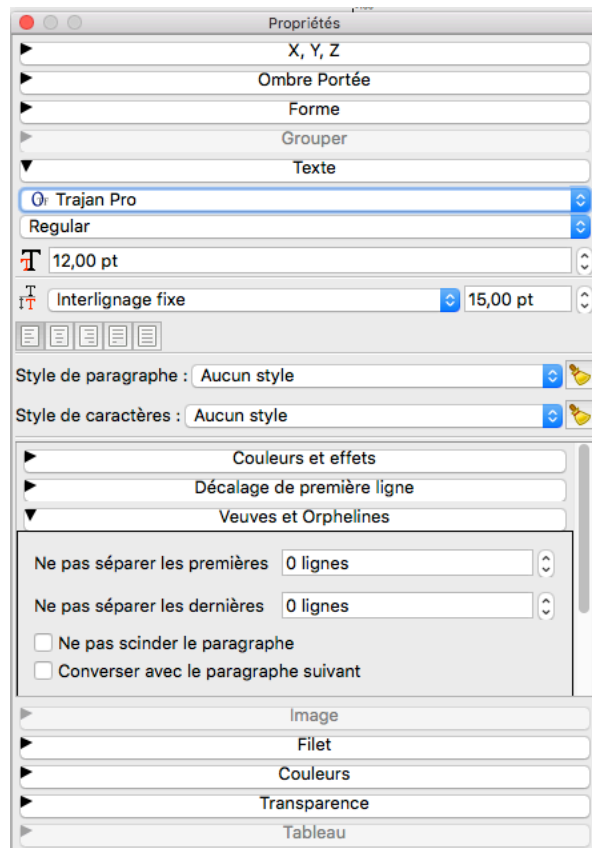 Propriétés
X, Y, Z
Ombre Portée
Forme
Grouper
Texte
Trajan Pro
Regular
12,00 pt
Interlignage fixe 15,00 pt
Style de paragraphe : Aucun style
Style de caractères : Aucun style
Couleurs et effets
Décalage de première ligne
Veuves et Orphelines
Ne pas séparer les premières 0 lignes
Ne pas séparer les dernières 0 lignes
Ne pas scinder le paragraphe
Converser avec le paragraphe suivant
Image
Filet
Couleurs
Transparence
Tableau